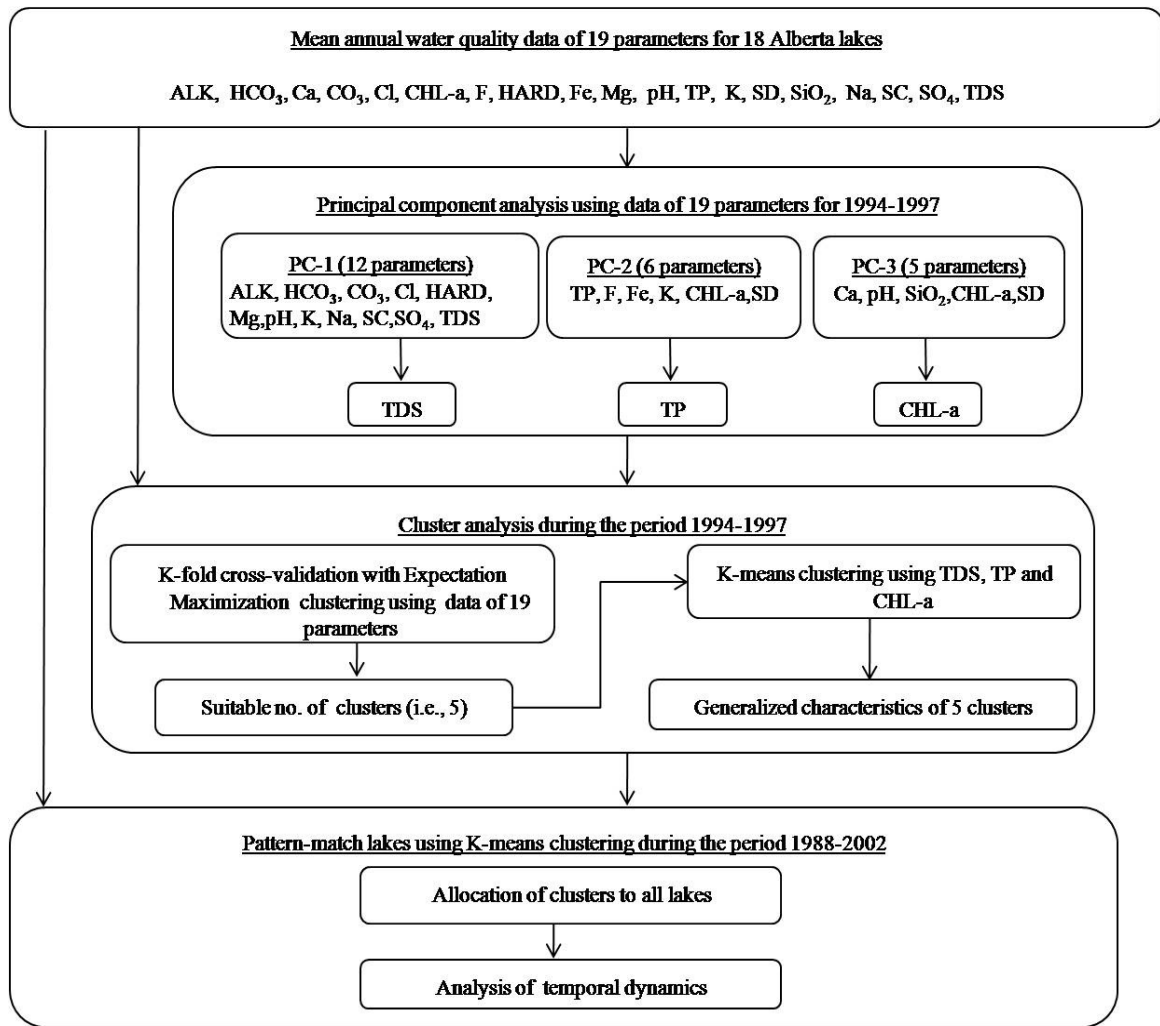 Mean annual water quality data of 19 parameters for 18 Alberta lakes
ALK, HCO₃, Ca, CO₃, Cl, CHL-a, F, HARD, Fe, Mg, pH, TP, K, SD, SiO₂, Na, SC, SO₄, TDS
Principal component analysis using data of 19 parameters for 1994-1997
PC-1 (12 parameters)
ALK, HCO₃, CO₃, Cl, HARD,
Mg,pH, K, Na, SC,SO₄, TDS
PC-2 (6 parameters)
TP, F, Fe, K, CHL-a,SD
PC-3 (5 parameters)
Ca, pH, SiO₂,CHL-a,SD
TDS
TP
CHL-a
Cluster analysis during the period 1994-1997
K-fold cross-validation with Expectation
Maximization clustering using data of 19
parameters
Suitable no. of clusters (i.e., 5)
K-means clustering using TDS, TP and
CHL-a
Generalized characteristics of 5 clusters
Pattern-match lakes using K-means clustering during the period 1988-2002
Allocation of clusters to all lakes
Analysis of temporal dynamics